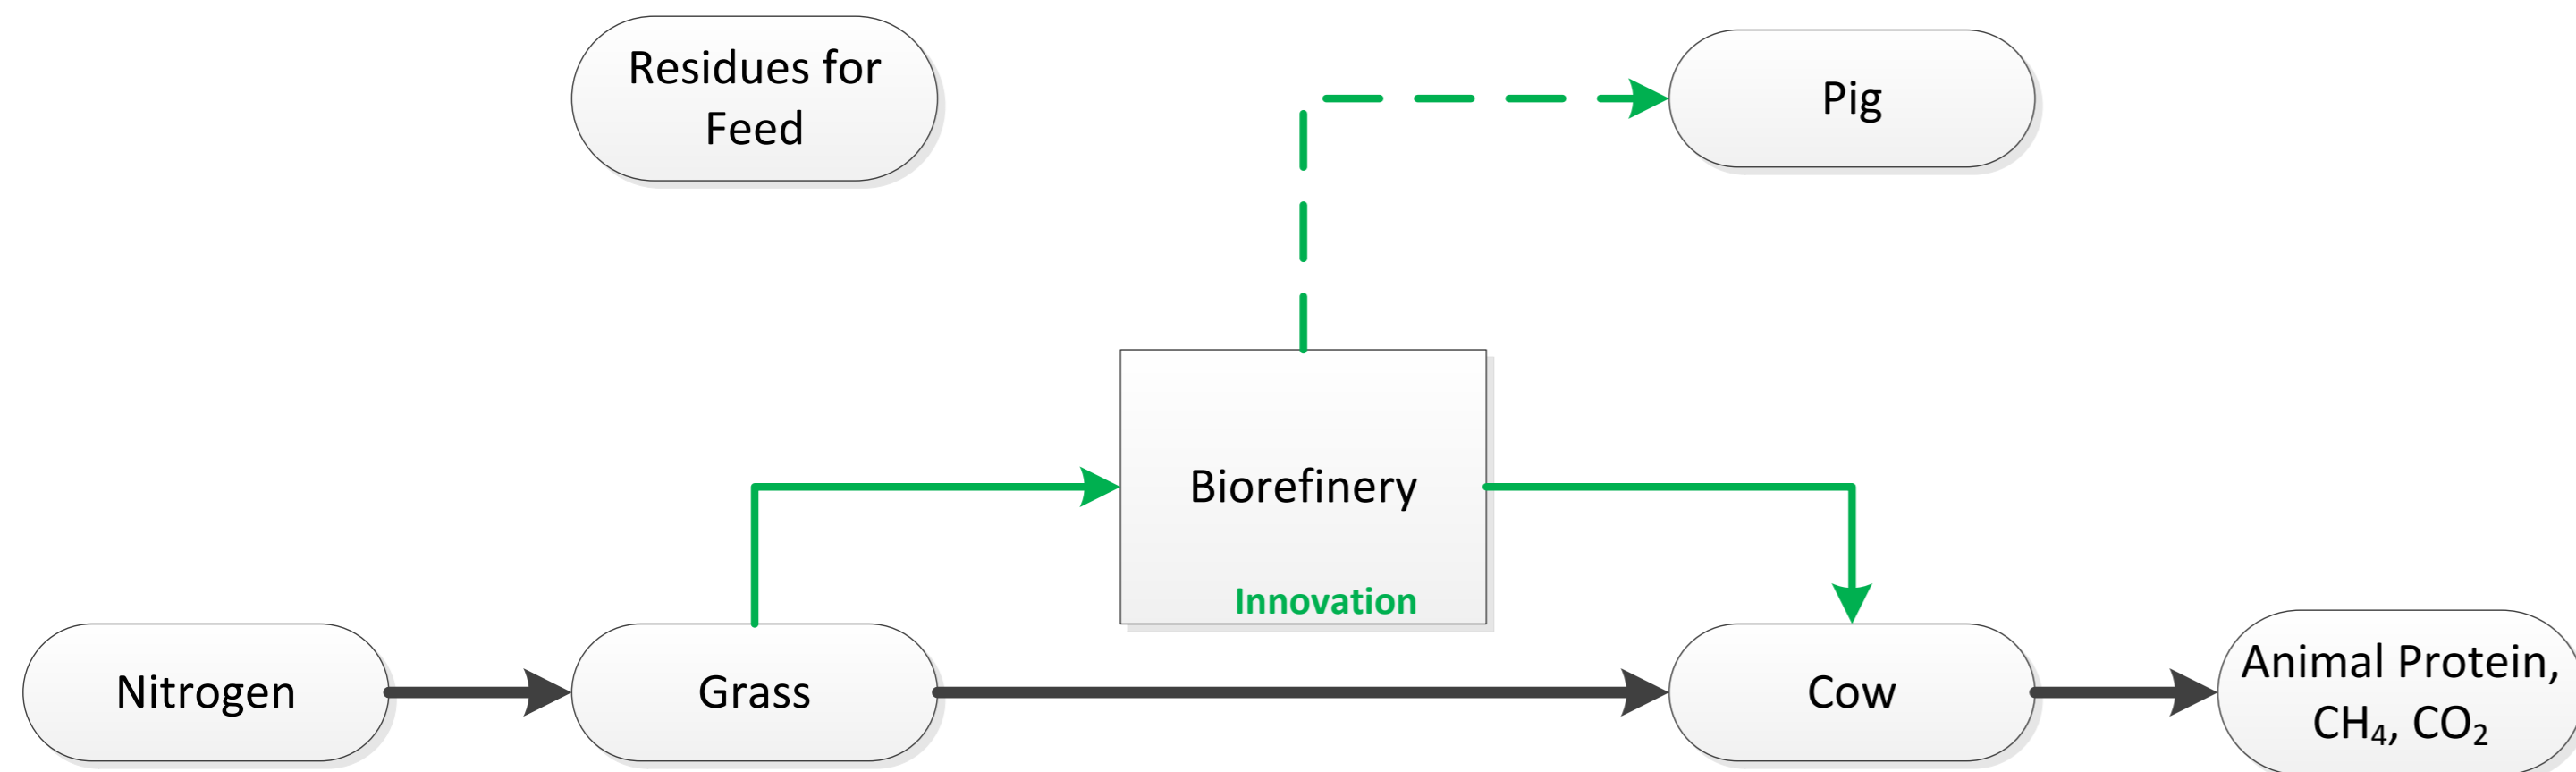 Residues for
Feed
Pig
Biorefinery
Innovation
Nitrogen
Grass
Cow
Animal Protein,
CH₄, CO₂